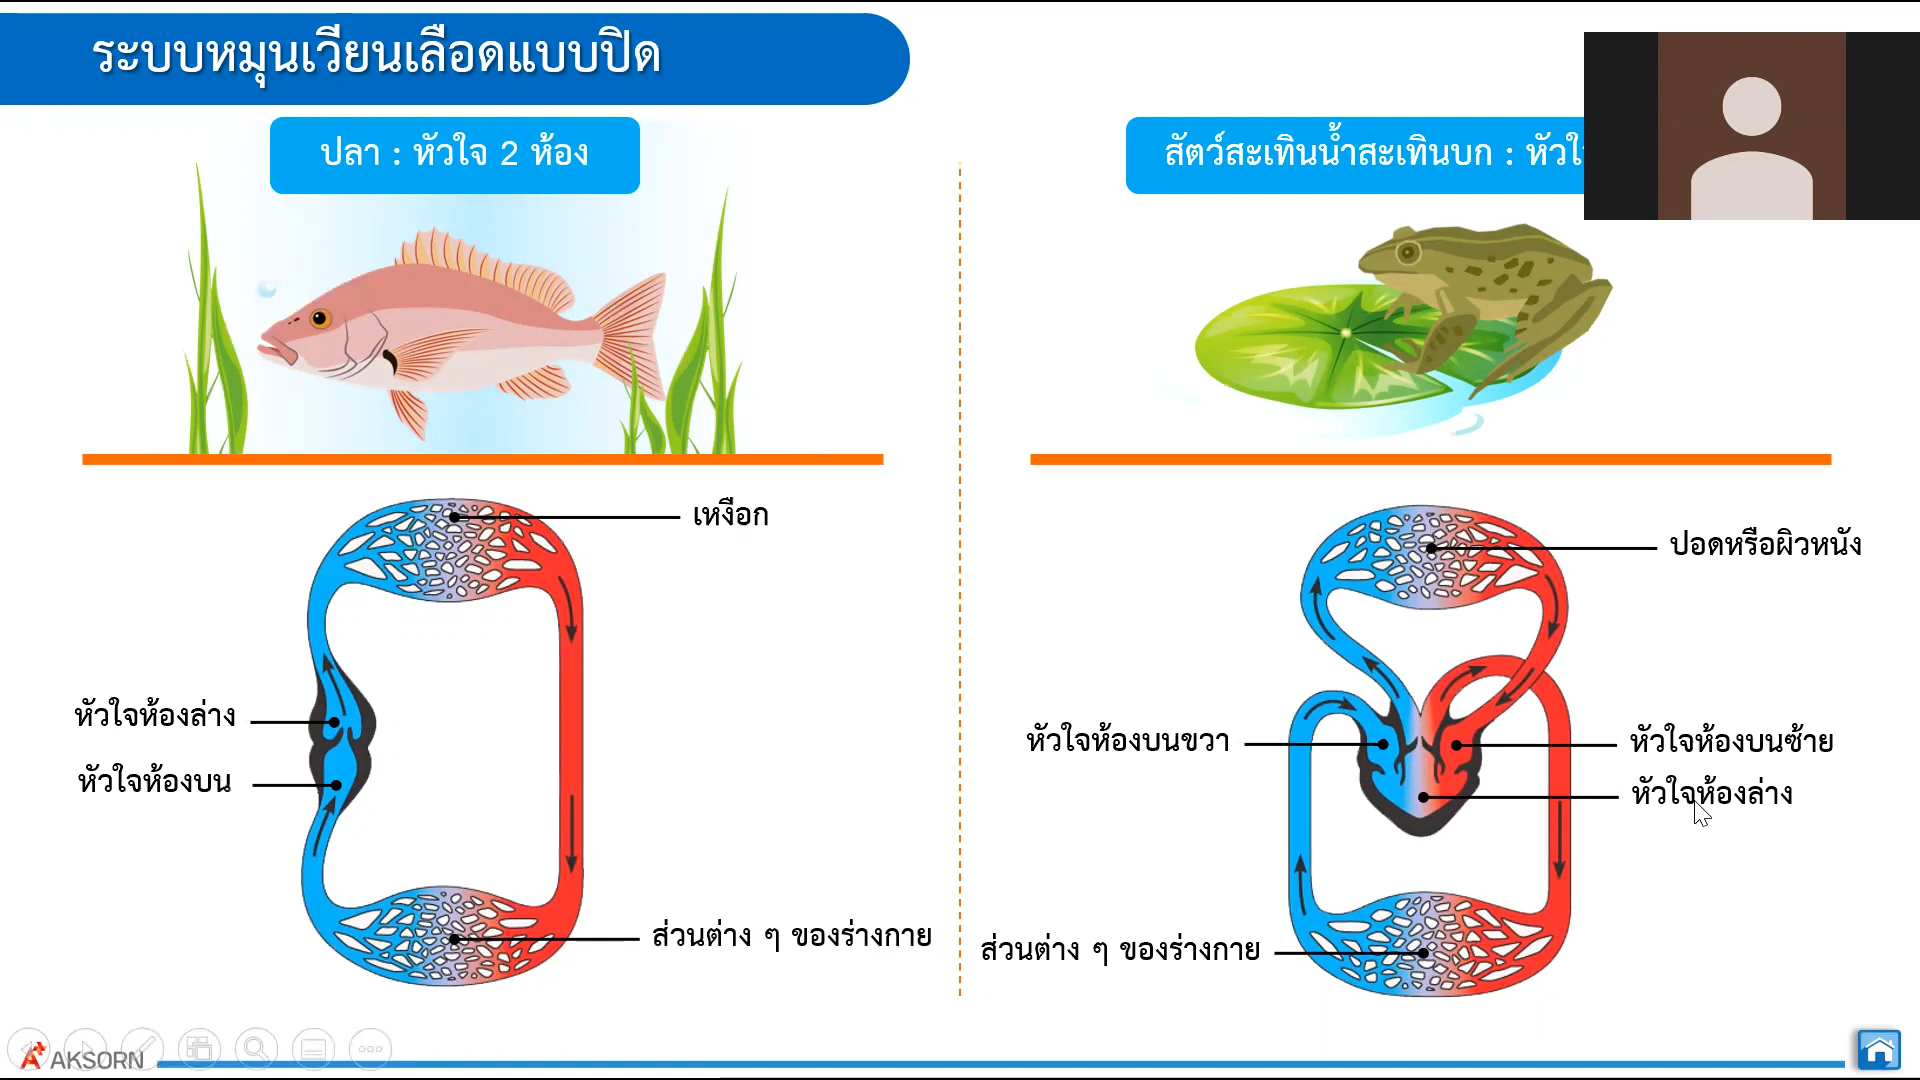 ระบบหมุนเวียนเลือดแบบปิด
ปลา : หัวใจ 2 ห้อง
สัตว์สะเทินน้ำสะเทินบก :
เหงือก
หัวใจห้องล่าง
หัวใจห้องบน
ส่วนต่าง ๆ ของร่างกาย
ปอดหรือผิวหนัง
หัวใจห้องบนขวา
หัวใจห้องบนซ้าย
หัวใจห้องล่าง
ส่วนต่าง ๆ ของร่างกาย
AKSORN